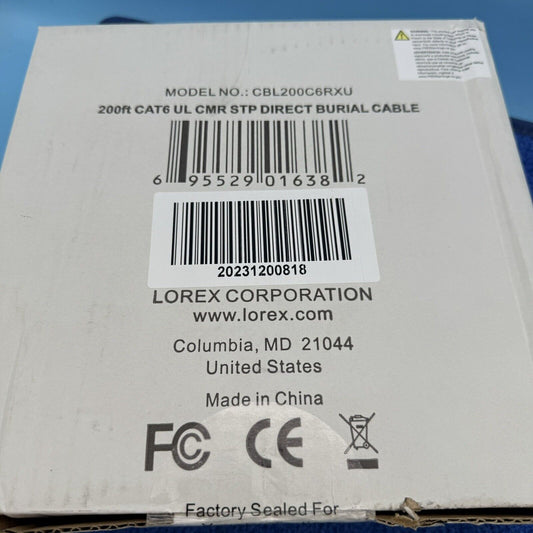 WARNING:
MODEL NO.: CBL200C6RXU
200ft CAT6 UL CMR STP DIRECT BURIAL CABLE
6 95529 01638 2
20231200818
LOREX CORPORATION
www.lorex.com
Columbia, MD 21044
United States
Made in China
FC CE
Factory Sealed For